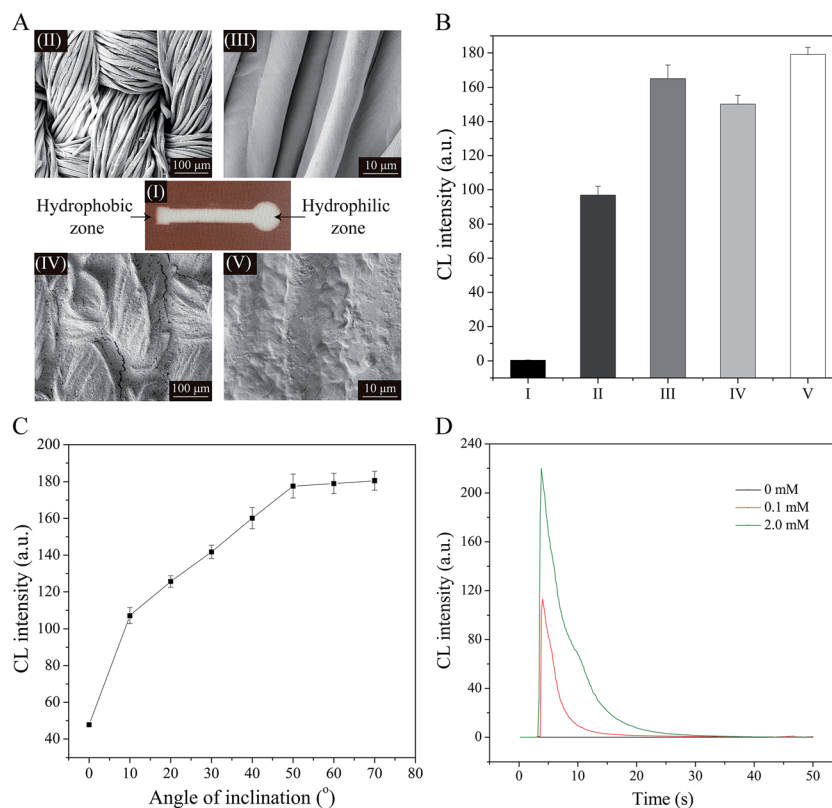 A
(II)
100 μm
(III)
10 μm
Hydrophobic
zone
(I)
Hydrophilic
zone
(IV)
100 μm
(V)
10 μm
B
CL intensity (a.u.)
180
160
140
120
100
80
60
40
20
0
I II III IV V
C
CL intensity (a.u.)
200
180
160
140
120
100
80
60
40
0 10 20 30 40 50 60 70 80
Angle of inclination (°)
D
CL intensity (a.u.)
240
200
160
120
80
40
0
0 mM
0.1 mM
2.0 mM
0 10 20 30 40 50
Time (s)